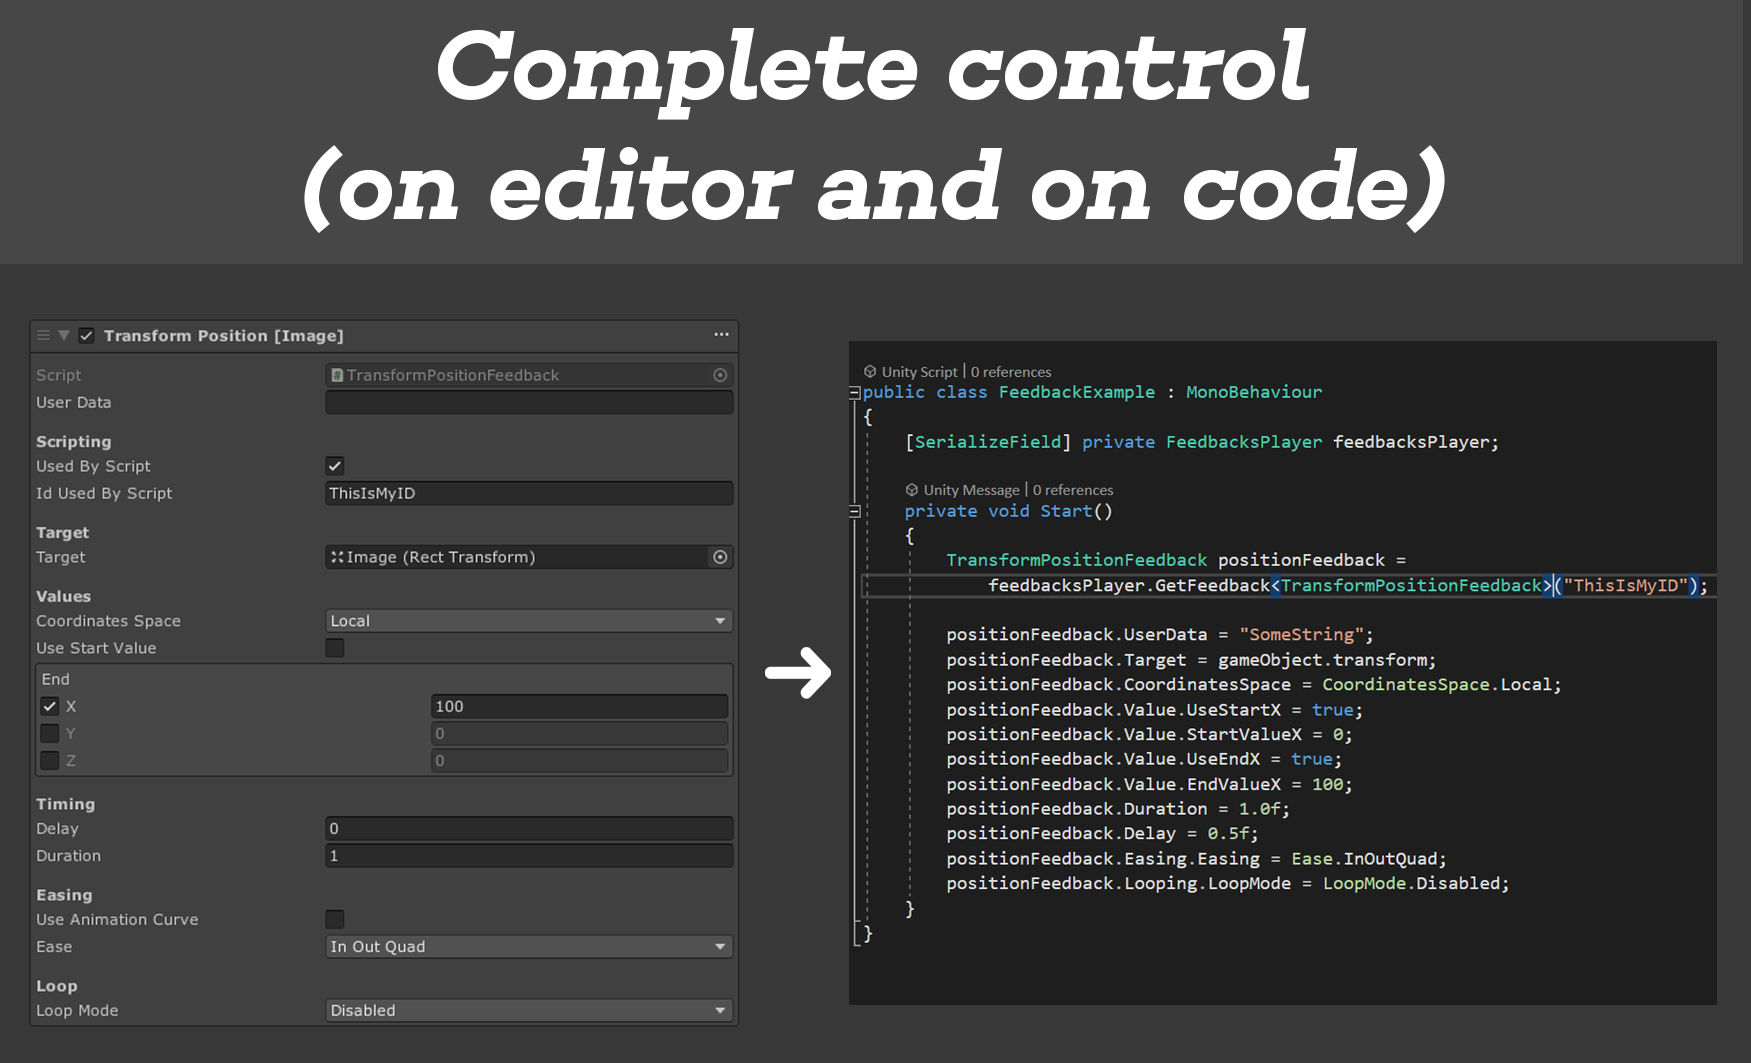 Complete control
(on editor and on code)
Transform Position [Image]
Script TransformPositionFeedback
User Data
Scripting
Used By Script
Id Used By Script ThisIsMyID
Target
Target Image (Rect Transform)
Values
Coordinates Space Local
Use Start Value
End
X 100
Y 0
Z 0
Timing
Delay 0
Duration 1
Easing
Use Animation Curve
Ease In Out Quad
Loop
Loop Mode Disabled
Unity Script | 0 references
public class FeedbackExample : MonoBehaviour
{
[SerializeField] private FeedbacksPlayer feedbacksPlayer;
Unity Message | 0 references
private void Start()
{
TransformPositionFeedback positionFeedback =
feedbacksPlayer.GetFeedback<TransformPositionFeedback>("ThisIsMyID");
positionFeedback.UserData = "SomeString";
positionFeedback.Target = gameObject.transform;
positionFeedback.CoordinatesSpace = CoordinatesSpace.Local;
positionFeedback.Value.UseStartX = true;
positionFeedback.Value.StartValueX = 0;
positionFeedback.Value.UseEndX = true;
positionFeedback.Value.EndValueX = 100;
positionFeedback.Duration = 1.0f;
positionFeedback.Delay = 0.5f;
positionFeedback.Easing.Easing = Ease.InOutQuad;
positionFeedback.Looping.LoopMode = LoopMode.Disabled;
}
}